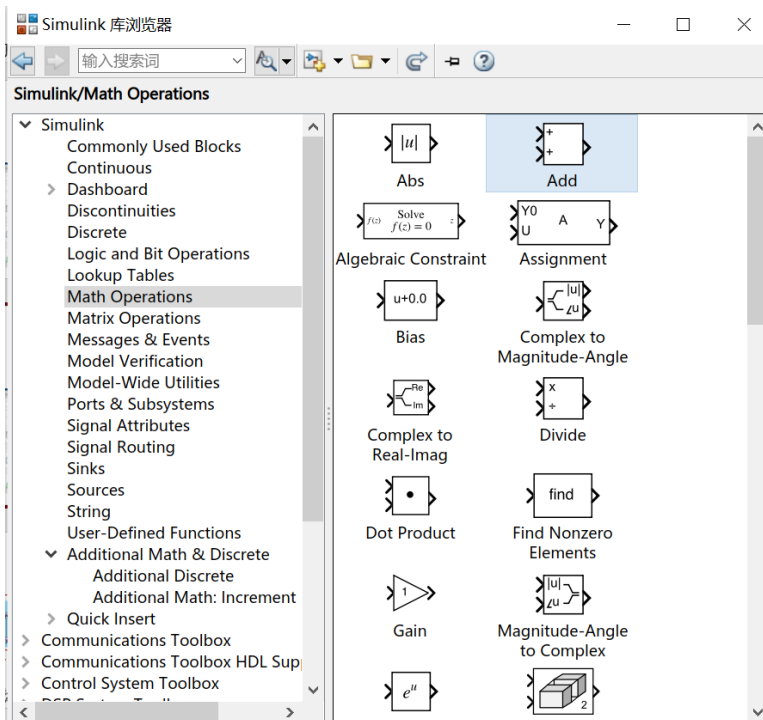 Simulink 库浏览器
输入搜索词
Simulink/Math Operations
Simulink
Commonly Used Blocks
Continuous
Dashboard
Discontinuities
Discrete
Logic and Bit Operations
Lookup Tables
Math Operations
Matrix Operations
Messages & Events
Model Verification
Model-Wide Utilities
Ports & Subsystems
Signal Attributes
Signal Routing
Sinks
Sources
String
User-Defined Functions
Additional Math & Discrete
Additional Discrete
Additional Math: Increment
Quick Insert
Communications Toolbox
Communications Toolbox HDL Sup
Control System Toolbox
|u|
Abs
+
+
Add
f(z) Solve f(z) = 0 z
Algebraic Constraint
Y0
U
A
Y
Assignment
u+0.0
Bias
|u|
∠u
Complex to
Magnitude-Angle
Re
Im
Complex to
Real-Imag
×
÷
Divide
Dot Product
find
Find Nonzero
Elements
1
Gain
|u|
∠u
Magnitude-Angle
to Complex
e^u
2